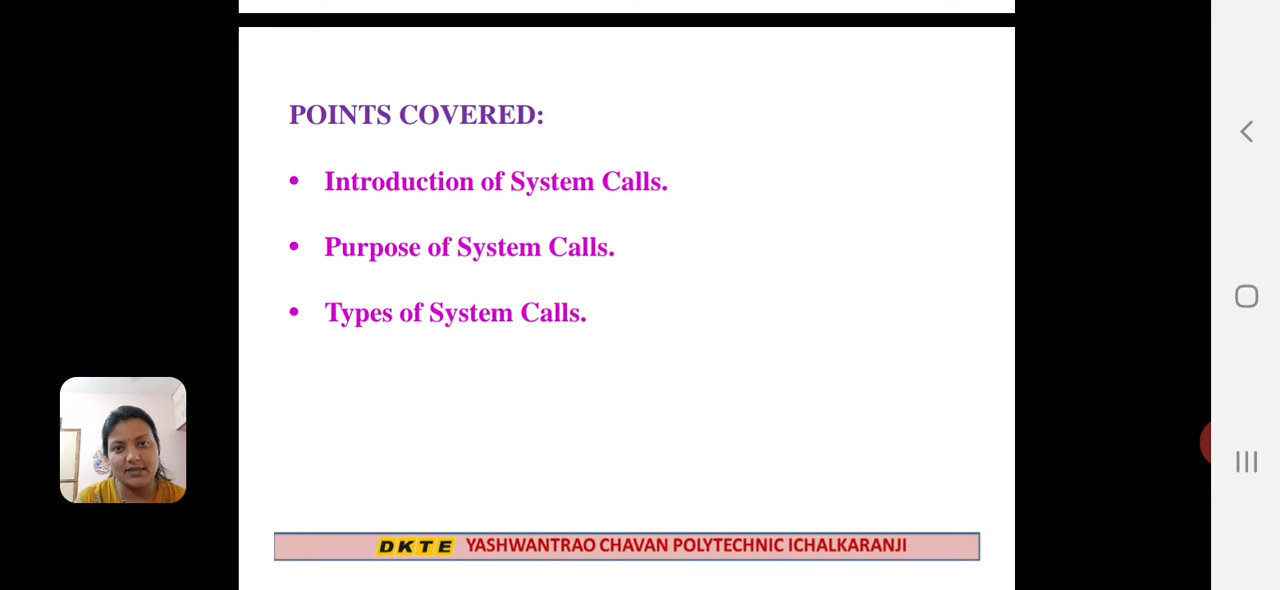 POINTS COVERED:
• Introduction of System Calls.
• Purpose of System Calls.
• Types of System Calls.
DKTE YASHWANTRAO CHAVAN POLYTECHNIC ICHALKARANJI